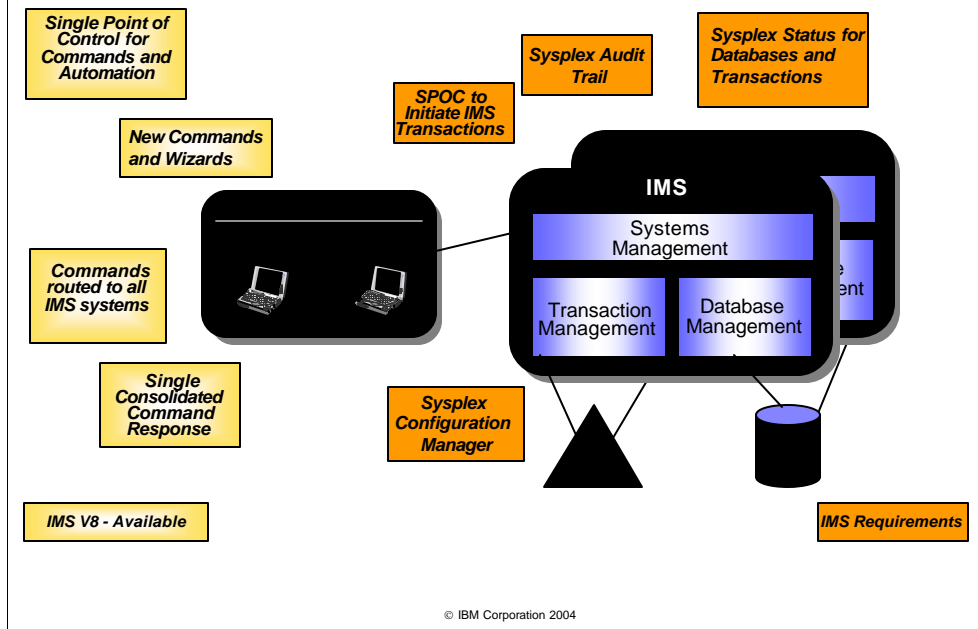 Single Point of
Control for
Commands and
Automation
Sysplex Audit
Trail
Sysplex Status for
Databases and
Transactions
SPOC to
Initiate IMS
Transactions
New Commands
and Wizards
IMS
Systems
Management
Transaction
Management
Database
Management
e
ent
Commands
routed to all
IMS systems
Single
Consolidated
Command
Response
Sysplex
Configuration
Manager
IMS V8 - Available
IMS Requirements
© IBM Corporation 2004